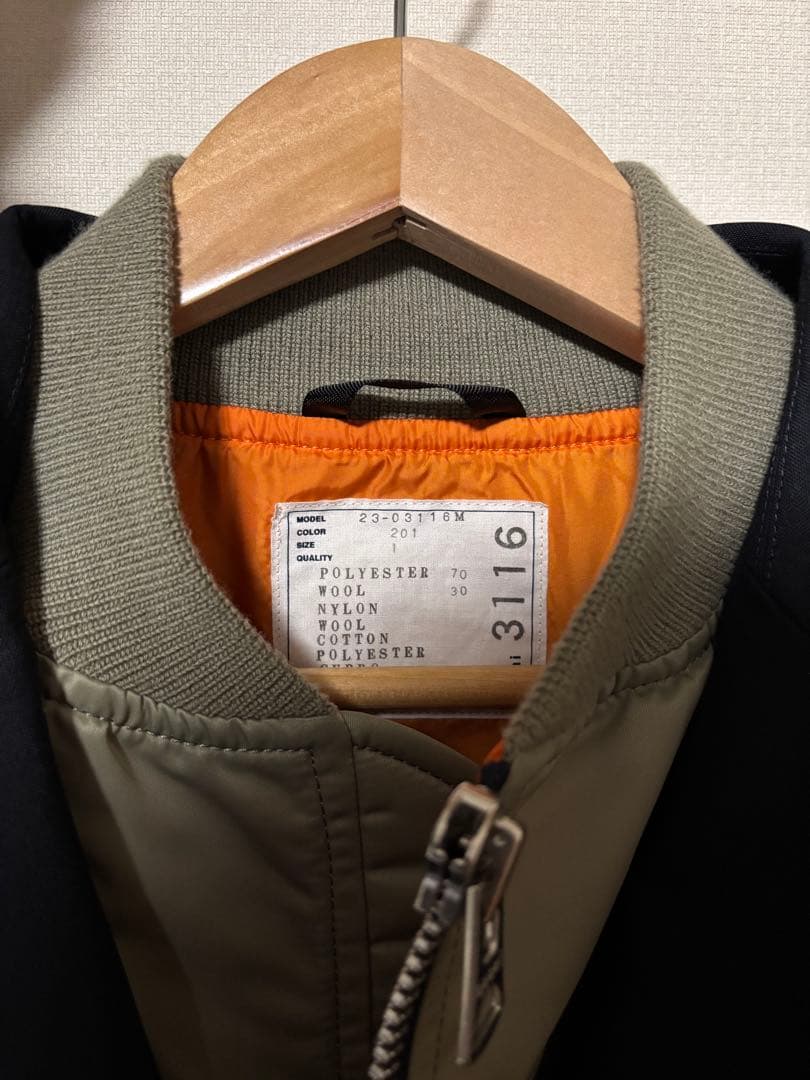 MODEL 23-03116M
COLOR 201
SIZE 1
QUALITY
POLYESTER 70
WOOL 30
NYLON
WOOL
COTTON
POLYESTER
3116